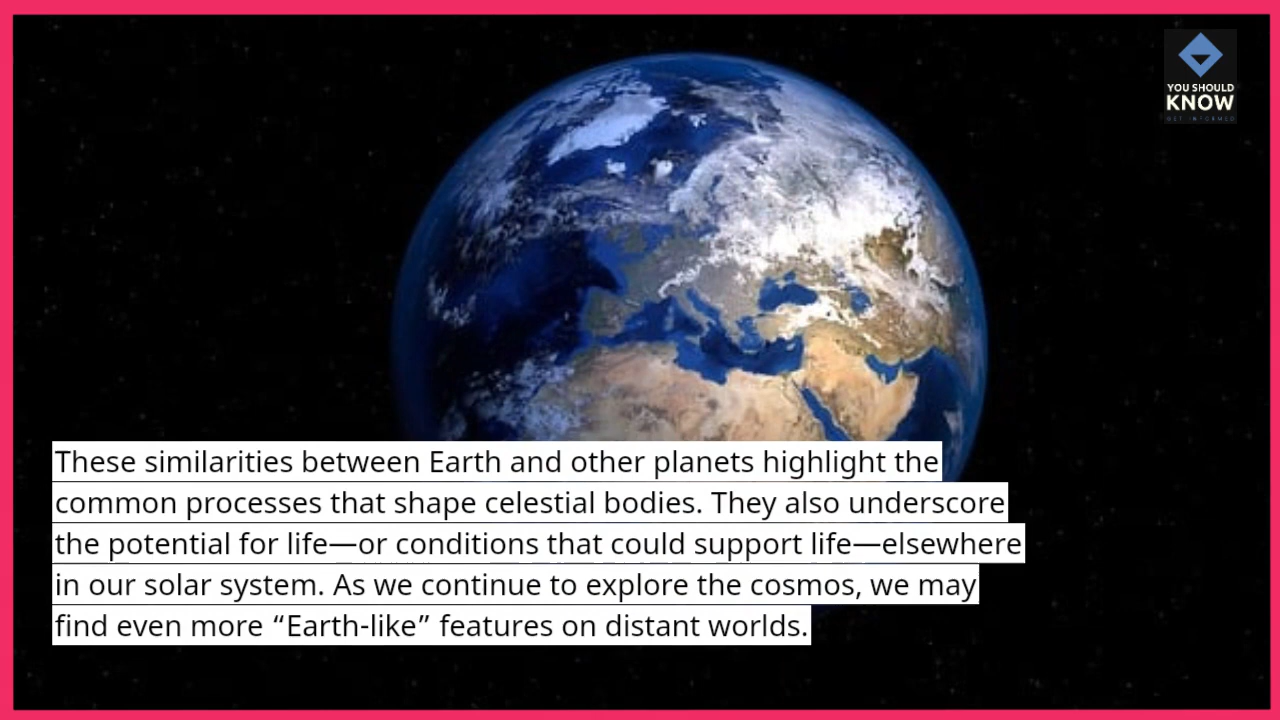 YOU SHOULD
KNOW
GET INFORMED
These similarities between Earth and other planets highlight the
common processes that shape celestial bodies. They also underscore
the potential for life—or conditions that could support life—elsewhere
in our solar system. As we continue to explore the cosmos, we may
find even more “Earth-like” features on distant worlds.